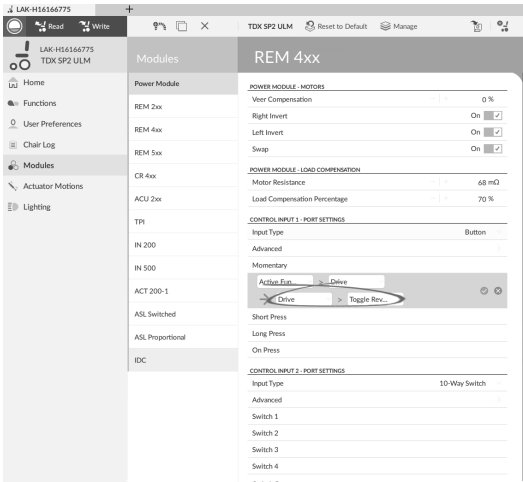 LAK-H16166775
+
Read
Write
TDX SP2 ULM
Reset to Default
Manage
LAK-H16166775
TDX SP2 ULM
Home
Functions
User Preferences
Chair Log
Modules
Actuator Motions
Lighting
Modules
Power Module
REM 2xx
REM 4xx
REM 5xx
CR 4xx
ACU 2xx
TPI
IN 200
IN 500
ACT 200-1
ASL Switched
ASL Proportional
IDC
REM 4xx
POWER MODULE - MOTORS
Veer Compensation 0 %
Right Invert On
Left Invert On
Swap On
POWER MODULE - LOAD COMPENSATION
Motor Resistance 68 mΩ
Load Compensation Percentage 70 %
CONTROL INPUT 1 - PORT SETTINGS
Input Type Button
Advanced
Momentary
Active Fun... > Drive
Drive > Toggle Rev...
Short Press
Long Press
On Press
CONTROL INPUT 2 - PORT SETTINGS
Input Type 10-Way Switch
Advanced
Switch 1
Switch 2
Switch 3
Switch 4